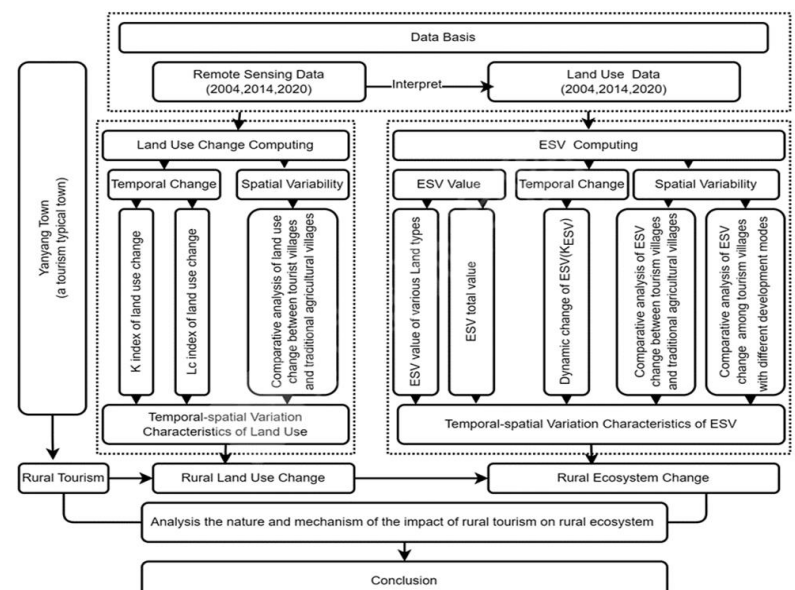 Data Basis
Remote Sensing Data
(2004,2014,2020)
Interpret
Land Use Data
(2004,2014,2020)
Yanyang Town
(a tourism typical town)
Land Use Change Computing
Temporal Change
Spatial Variability
K index of land use change
Lc index of land use change
Comparative analysis of land use
change between tourist villages
and traditional agricultural villages
Temporal-spatial Variation
Characteristics of Land Use
ESV Computing
ESV Value
Temporal Change
Spatial Variability
ESV value of various Land types
ESV total value
Dynamic change of ESV(KESV)
Comparative analysis of ESV
change between tourism villages
and traditional agricultural villages
Comparative analysis of ESV
change among tourism villages
with different development modes
Temporal-spatial Variation Characteristics of ESV
Rural Tourism
Rural Land Use Change
Rural Ecosystem Change
Analysis the nature and mechanism of the impact of rural tourism on rural ecosystem
Conclusion